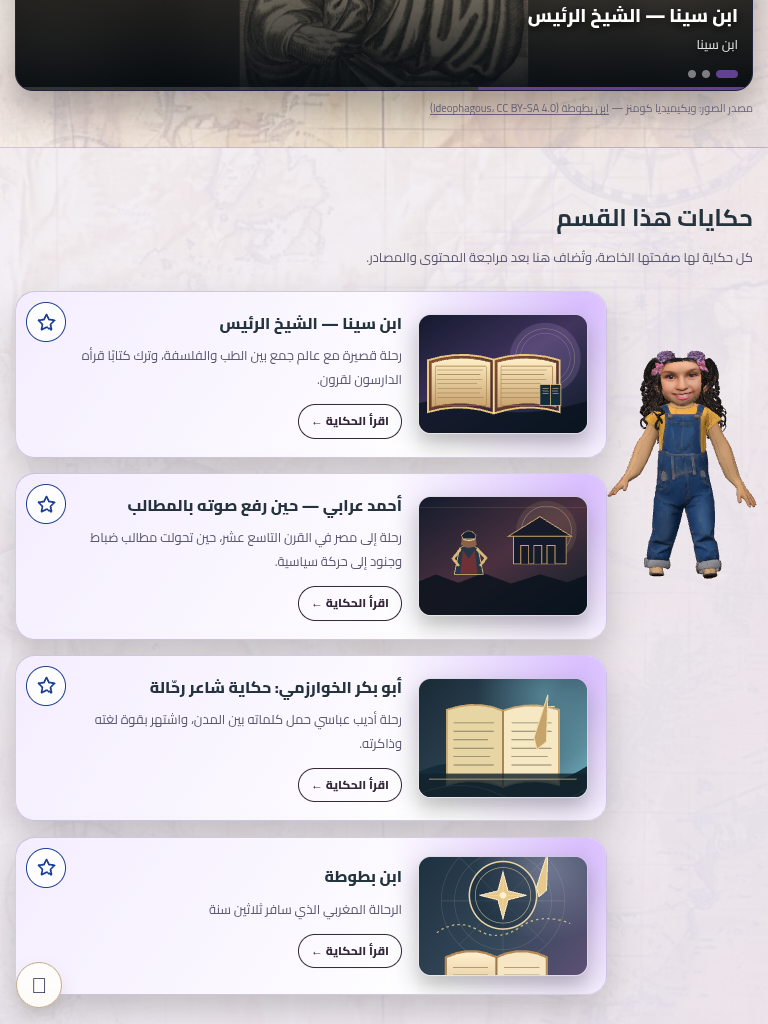 ابن سينا — الشيخ الرئيس
ابن سينا
مصدر الصور: ويكيميديا كومنز — ابن بطوطة (Ideophagous، CC BY-SA 4.0)
حكايات هذا القسم
كل حكاية لها صفحتها الخاصة، وتُضاف هنا بعد مراجعة المحتوى والمصادر.
ابن سينا — الشيخ الرئيس
رحلة قصيرة مع عالم جمع بين الطب والفلسفة، وترك كتابًا قرأه
الدارسون لقرون.
اقرأ الحكاية ←
أحمد عرابي — حين رفع صوته بالمطالب
رحلة إلى مصر في القرن التاسع عشر، حين تحولت مطالب ضباط
وجنود إلى حركة سياسية.
اقرأ الحكاية ←
أبو بكر الخوارزمي: حكاية شاعر رحّالة
رحلة أديب عباسي حمل كلماته بين المدن، واشتهر بقوة لغته
وذاكرته.
اقرأ الحكاية ←
ابن بطوطة
الرحالة المغربي الذي سافر ثلاثين سنة
اقرأ الحكاية ←